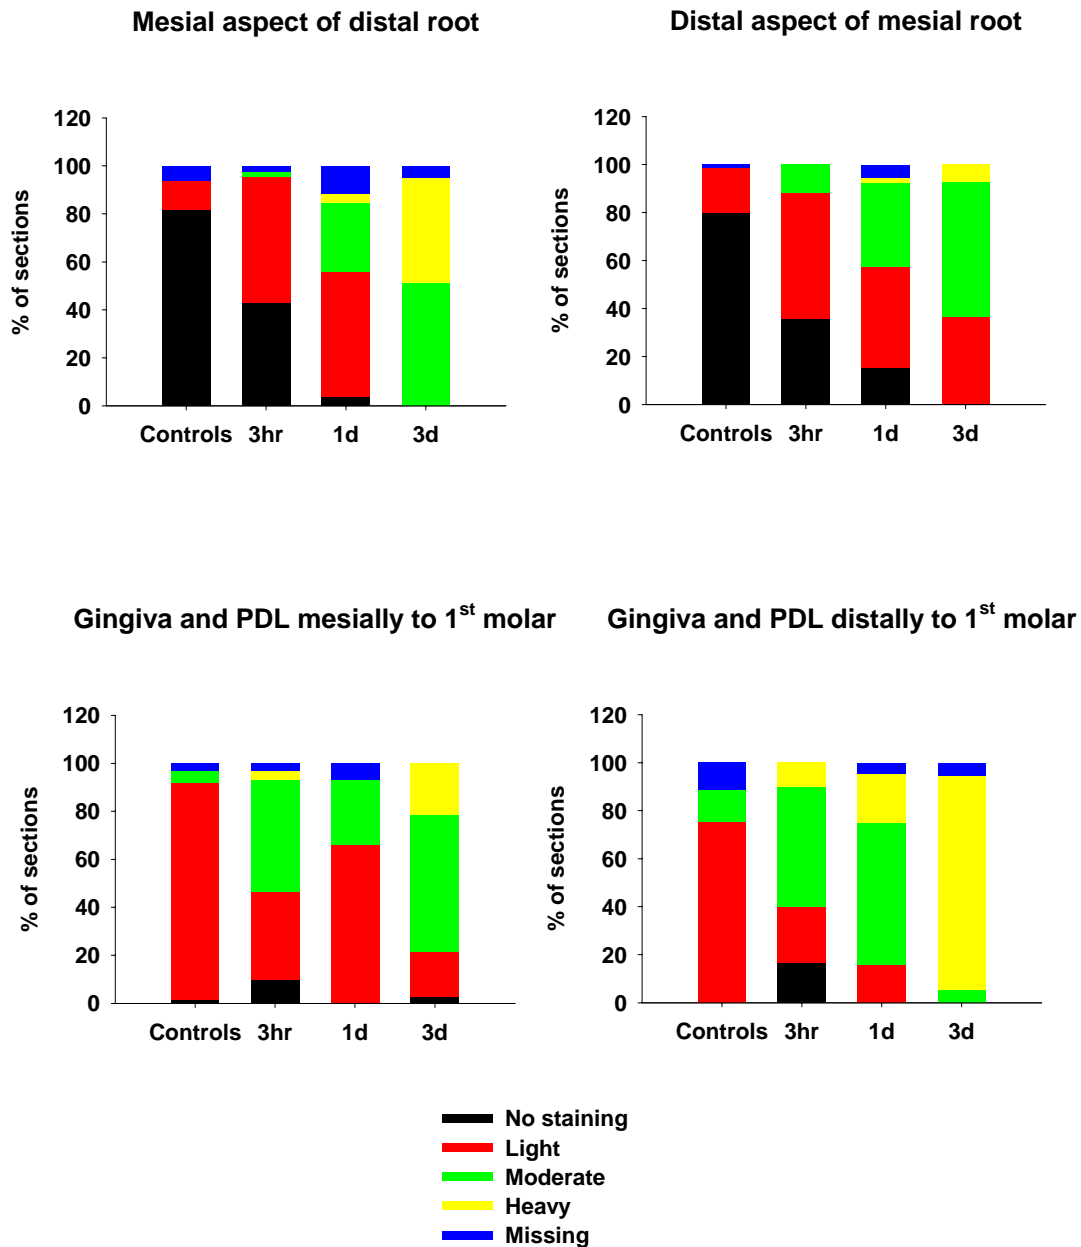 Mesial aspect of distal root
Distal aspect of mesial root
% of sections
120
100
80
60
40
20
0
Controls 3hr 1d 3d
% of sections
120
100
80
60
40
20
0
Controls 3hr 1d 3d
Gingiva and PDL mesially to 1st molar
Gingiva and PDL distally to 1st molar
% of sections
120
100
80
60
40
20
0
Controls 3hr 1d 3d
% of sections
120
100
80
60
40
20
0
Controls 3hr 1d 3d
No staining
Light
Moderate
Heavy
Missing